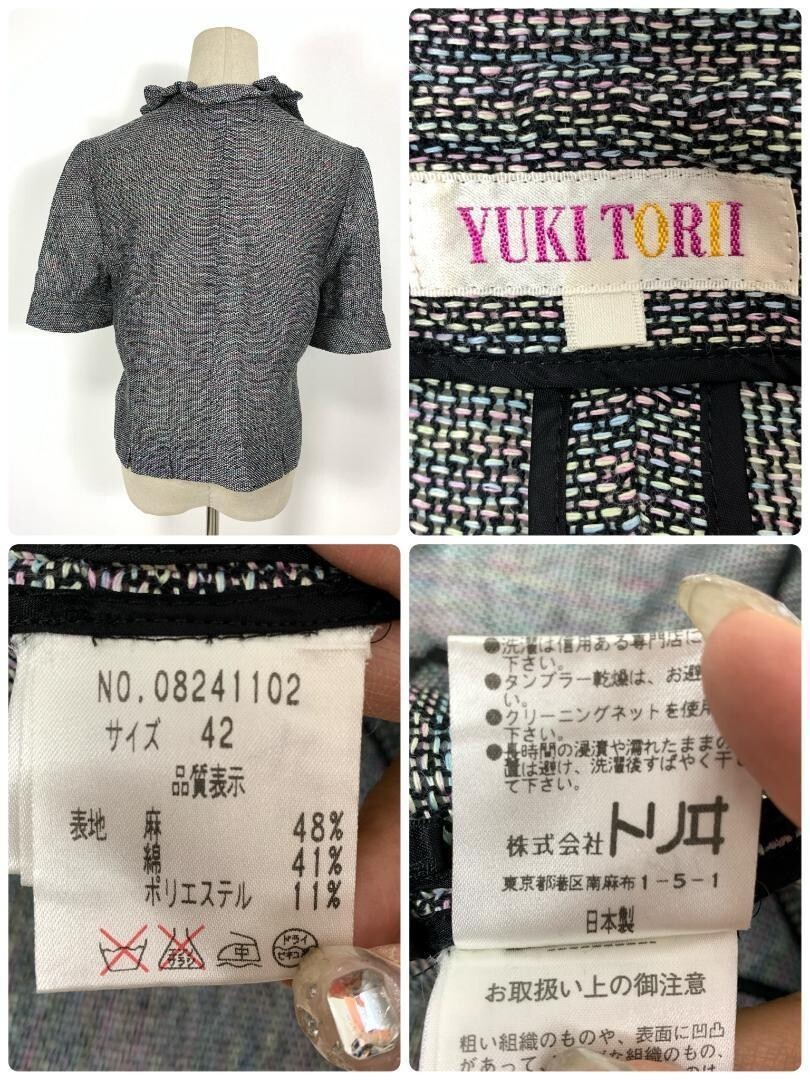 YUKI TORII
NO.08241102
サイズ 42
品質表示
表地 麻 48%
綿 41%
ポリエステル 11%
中
ドライ
●洗濯は信用ある専門店に
下さい。
●タンブラー乾燥は、お避
い。
●クリーニングネットを使用
下さい。
●長時間の浸漬や濡れたままの
置は避け、洗濯後すばやく干
て下さい。
株式会社 トリヰ
東京都港区南麻布1-5-1
日本製
お取扱い上の御注意
粗い組織のものや、表面に凹凸
があって、
な組織のもの、